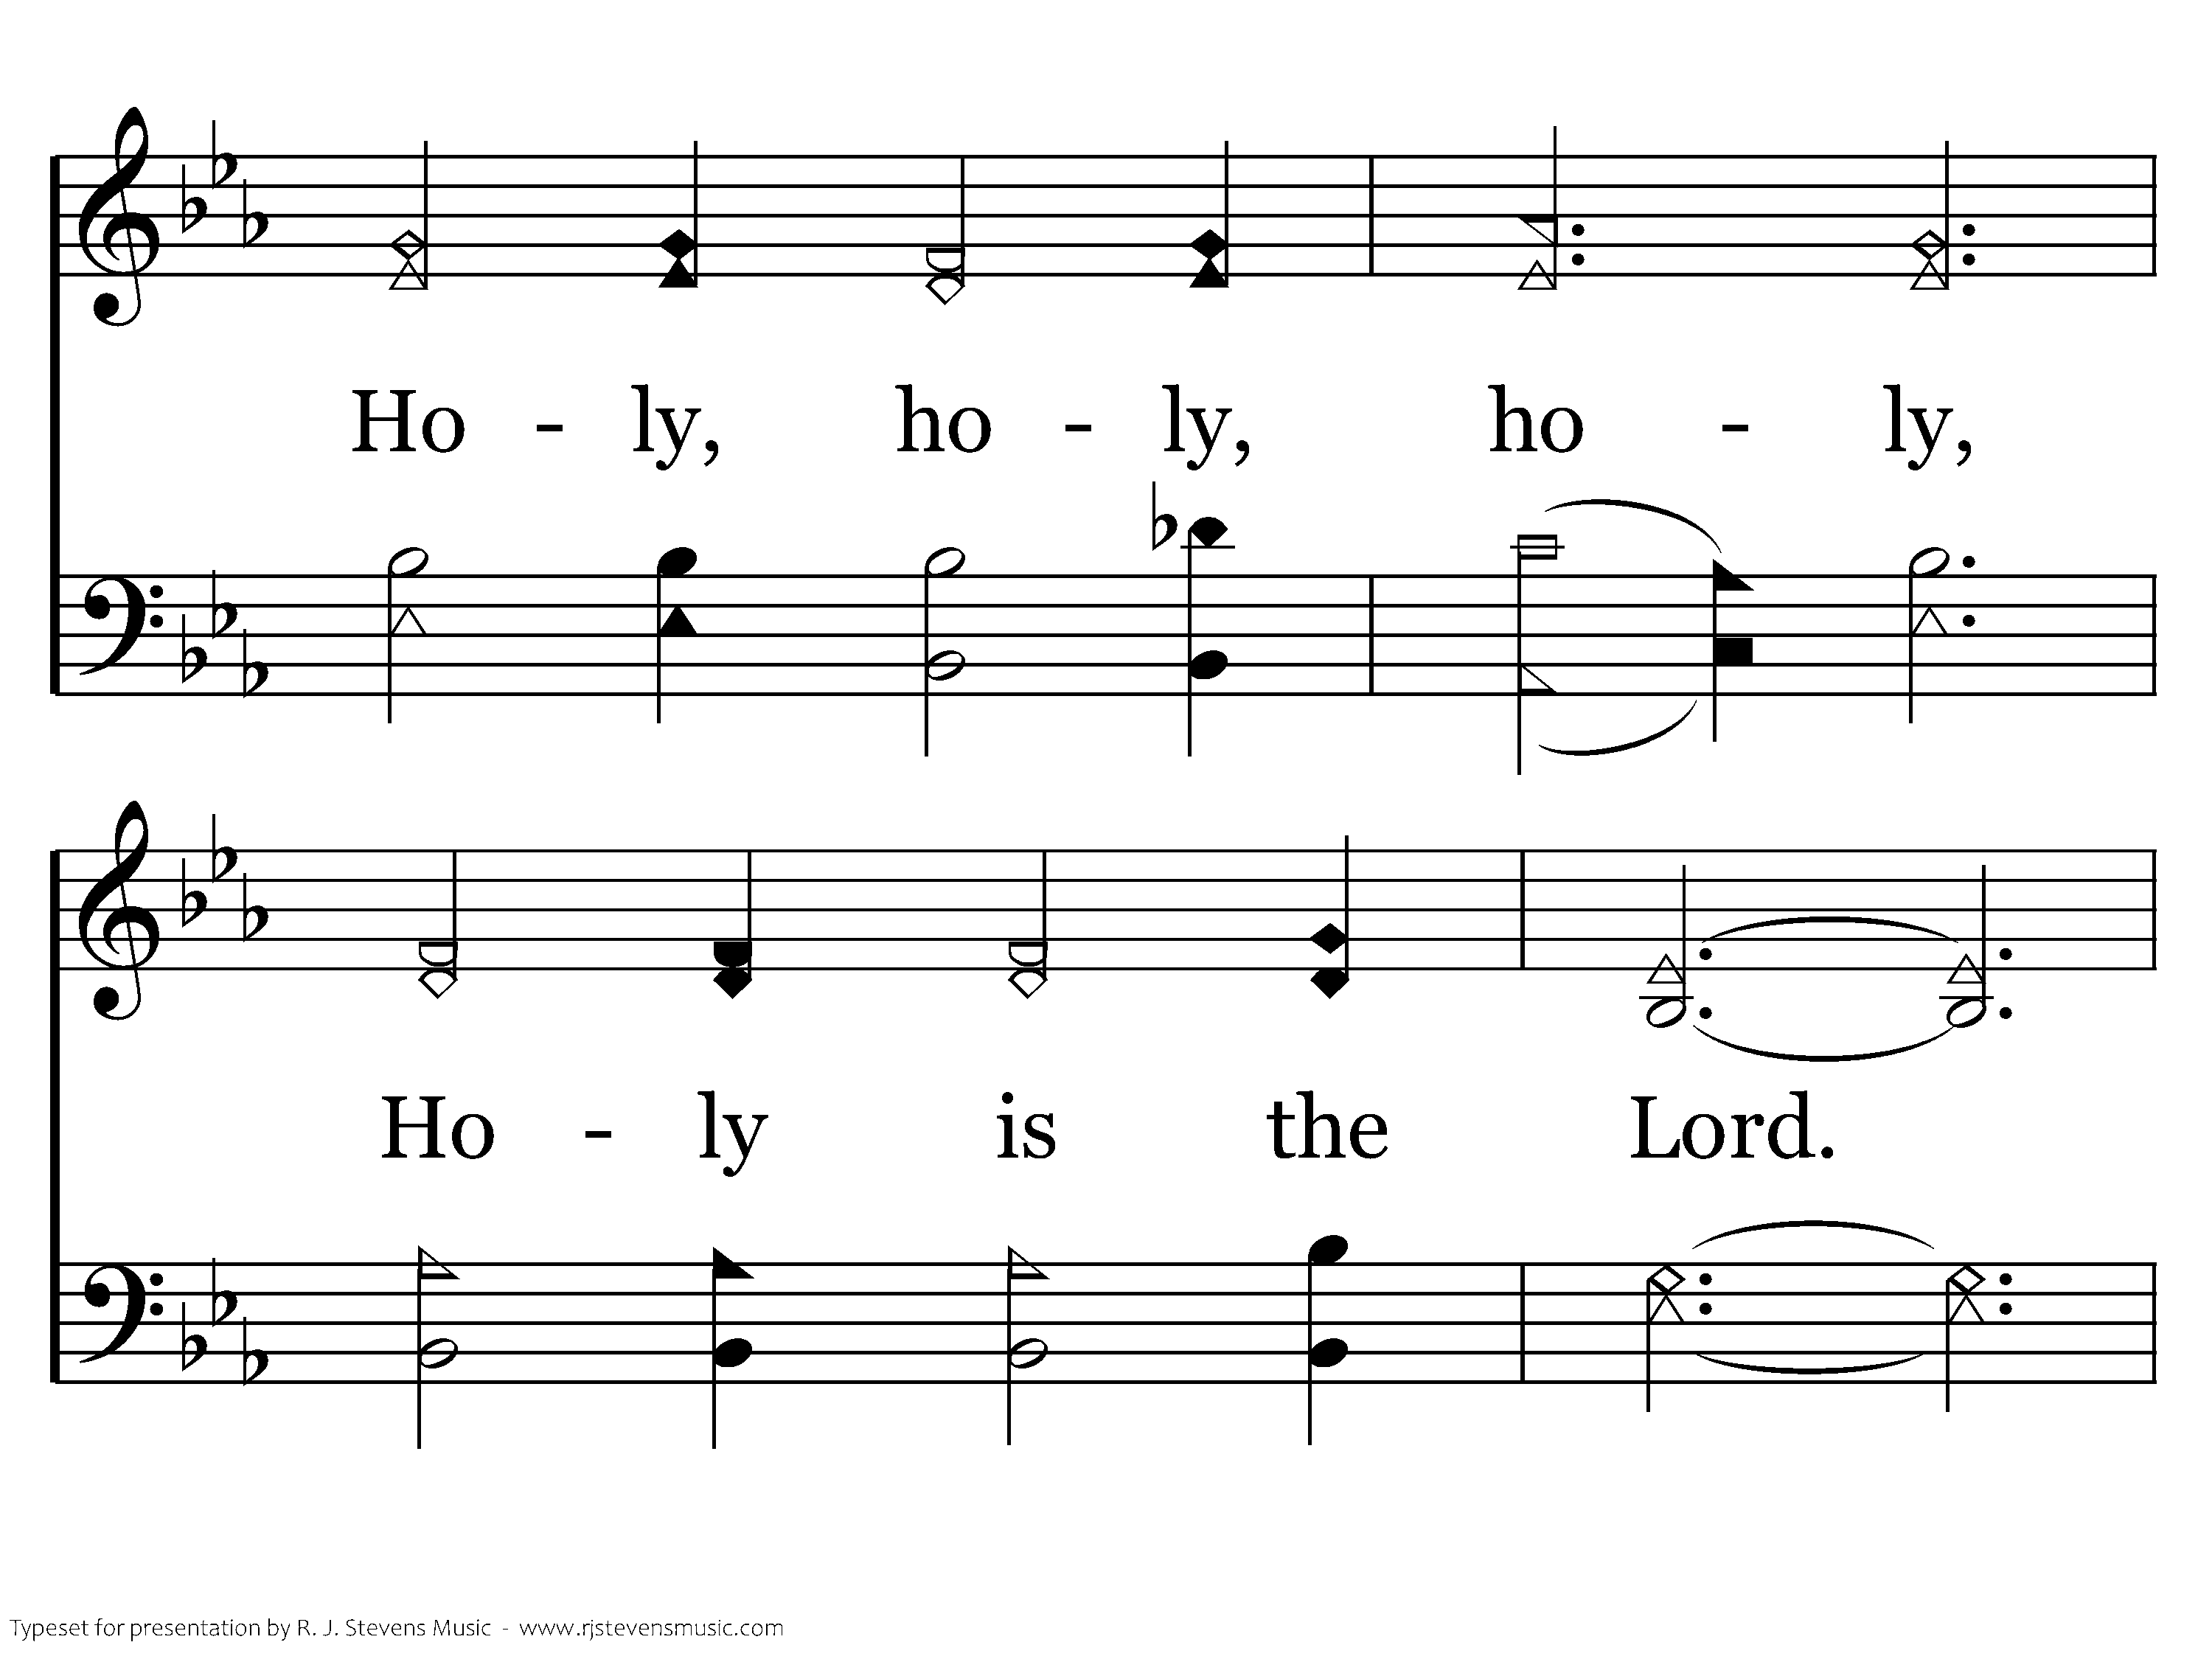 Ho - ly, ho - ly, ho - ly,
Ho - ly is the Lord.
Typeset for presentation by R. J. Stevens Music - www.rjstevensmusic.com